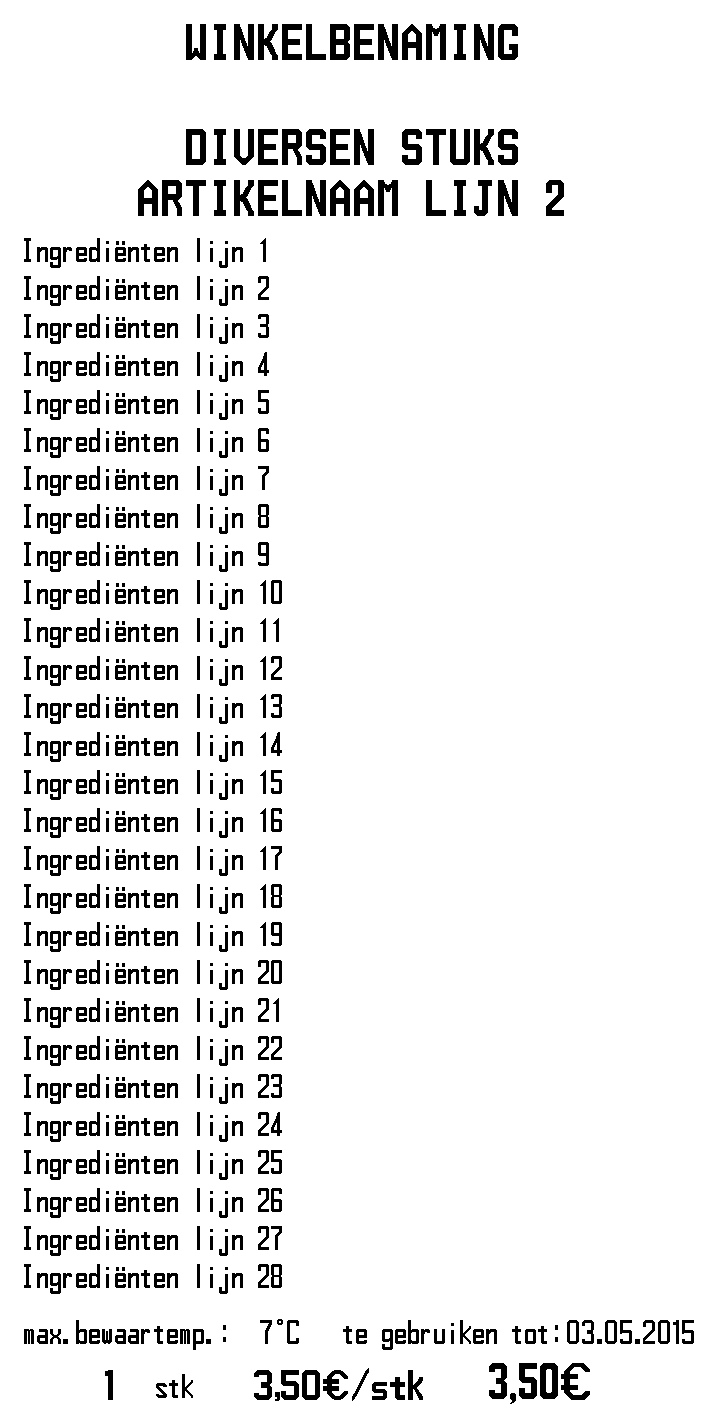 WINKELBENAMING
DIVERSEN STUKS
ARTIKELNAAM LIJN 2
Ingrediënten lijn 1
Ingrediënten lijn 2
Ingrediënten lijn 3
Ingrediënten lijn 4
Ingrediënten lijn 5
Ingrediënten lijn 6
Ingrediënten lijn 7
Ingrediënten lijn 8
Ingrediënten lijn 9
Ingrediënten lijn 10
Ingrediënten lijn 11
Ingrediënten lijn 12
Ingrediënten lijn 13
Ingrediënten lijn 14
Ingrediënten lijn 15
Ingrediënten lijn 16
Ingrediënten lijn 17
Ingrediënten lijn 18
Ingrediënten lijn 19
Ingrediënten lijn 20
Ingrediënten lijn 21
Ingrediënten lijn 22
Ingrediënten lijn 23
Ingrediënten lijn 24
Ingrediënten lijn 25
Ingrediënten lijn 26
Ingrediënten lijn 27
Ingrediënten lijn 28
max.bewaartemp.: 7°C te gebruiken tot:03.05.2015
1 stk 3,50€/stk 3,50€